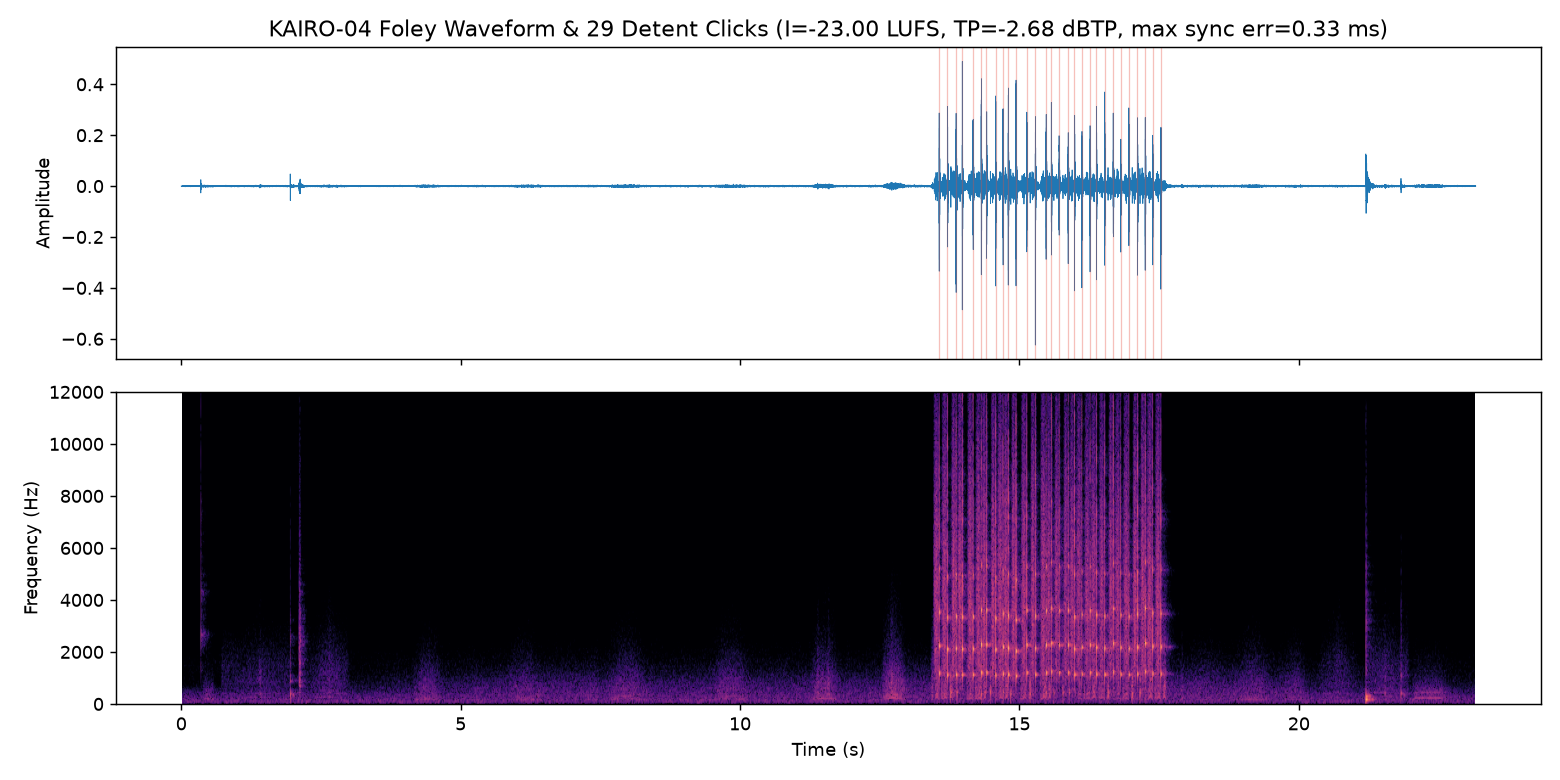 KAIRO-04 Foley Waveform & 29 Detent Clicks (I=-23.00 LUFS, TP=-2.68 dBTP, max sync err=0.33 ms)
Amplitude
0.4
0.2
0.0
−0.2
−0.4
−0.6
Frequency (Hz)
12000
10000
8000
6000
4000
2000
0
0 5 10 15 20
Time (s)